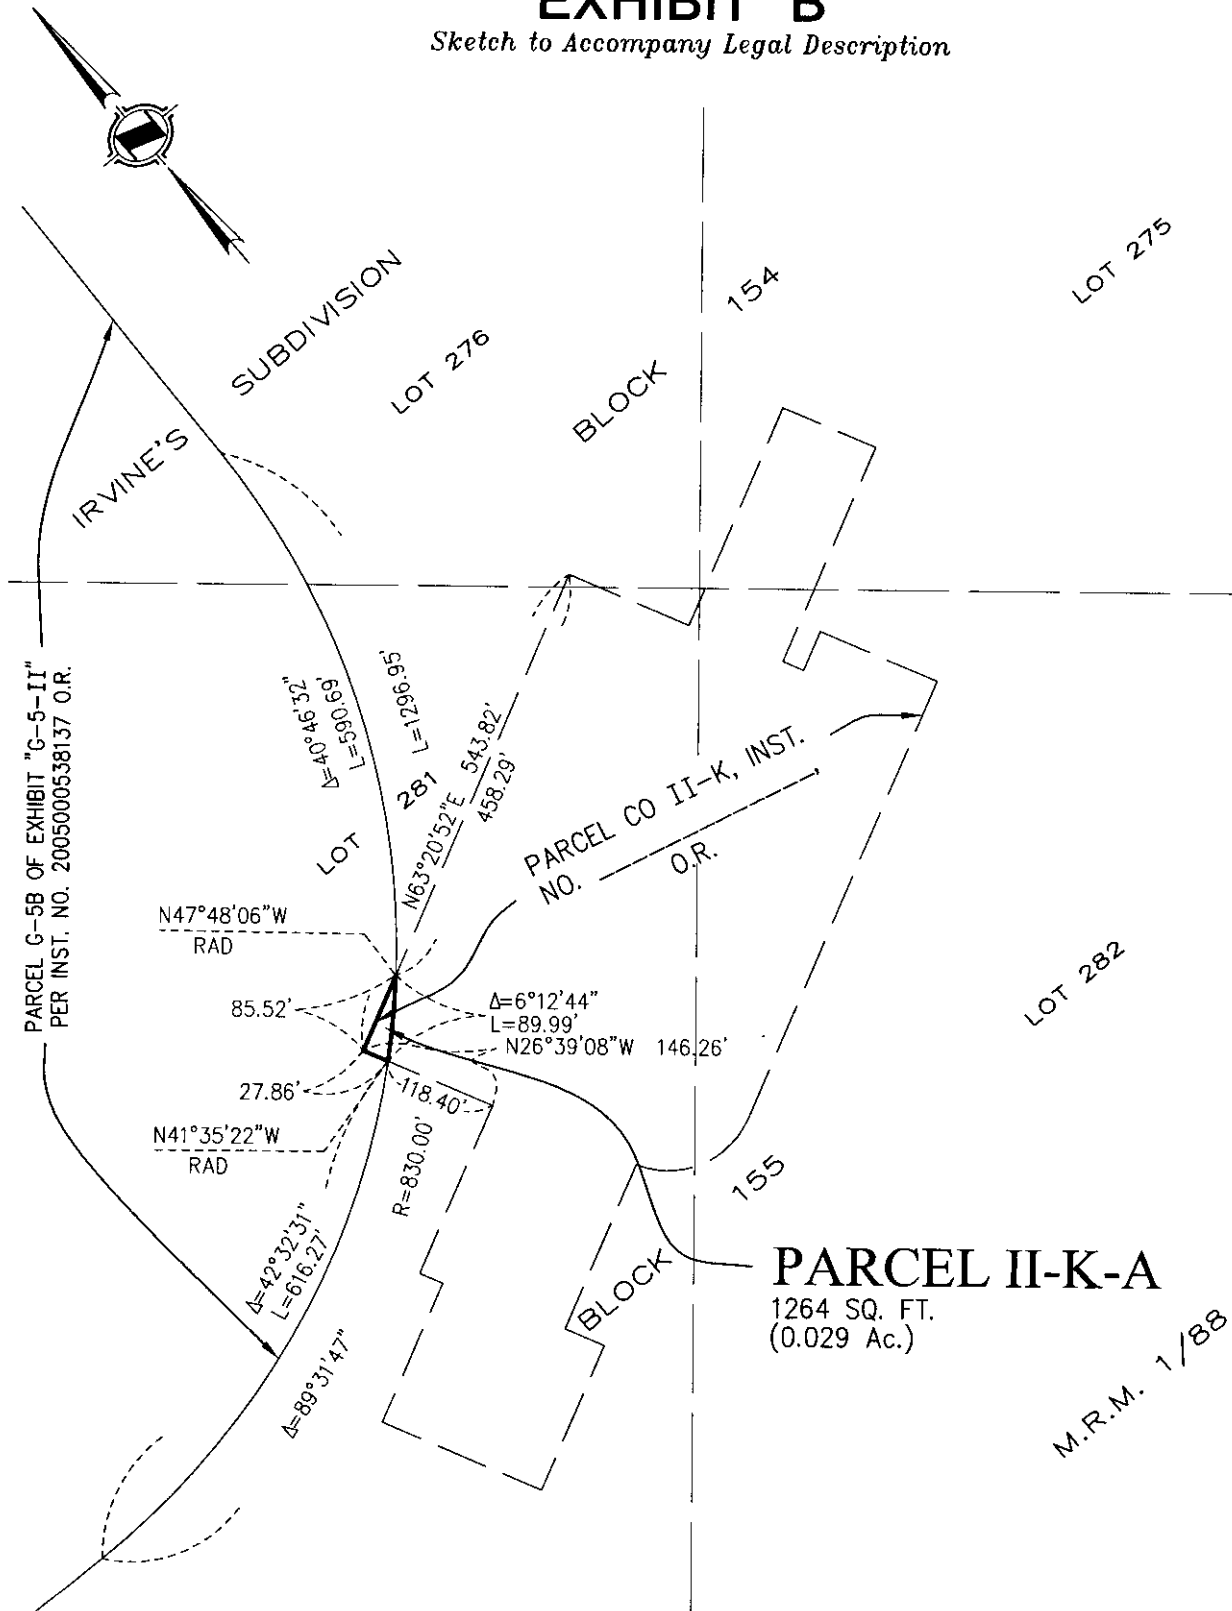 EXHIBIT "B"
Sketch to Accompany Legal Description
IRVINE'S
SUBDIVISION
LOT 276
BLOCK
154
LOT 275
PARCEL G-5B OF EXHIBIT "G-5-II"
PER INST. NO. 2005000538137 O.R.
Δ=40°46'32"
L=590.69'
L=1296.95'
LOT 281
N63°20'52"E 543.82'
458.29'
PARCEL CO II-K, INST.
NO. O.R.
N47°48'06"W
RAD
85.52'
Δ=6°12'44"
L=89.99'
N26°39'08"W 146.26'
27.86'
118.40'
N41°35'22"W
RAD
R=830.00'
LOT 282
Δ=42°32'31"
L=616.27'
Δ=89°31'47"
BLOCK
155
PARCEL II-K-A
1264 SQ. FT.
(0.029 Ac.)
M.R.M. 1/88